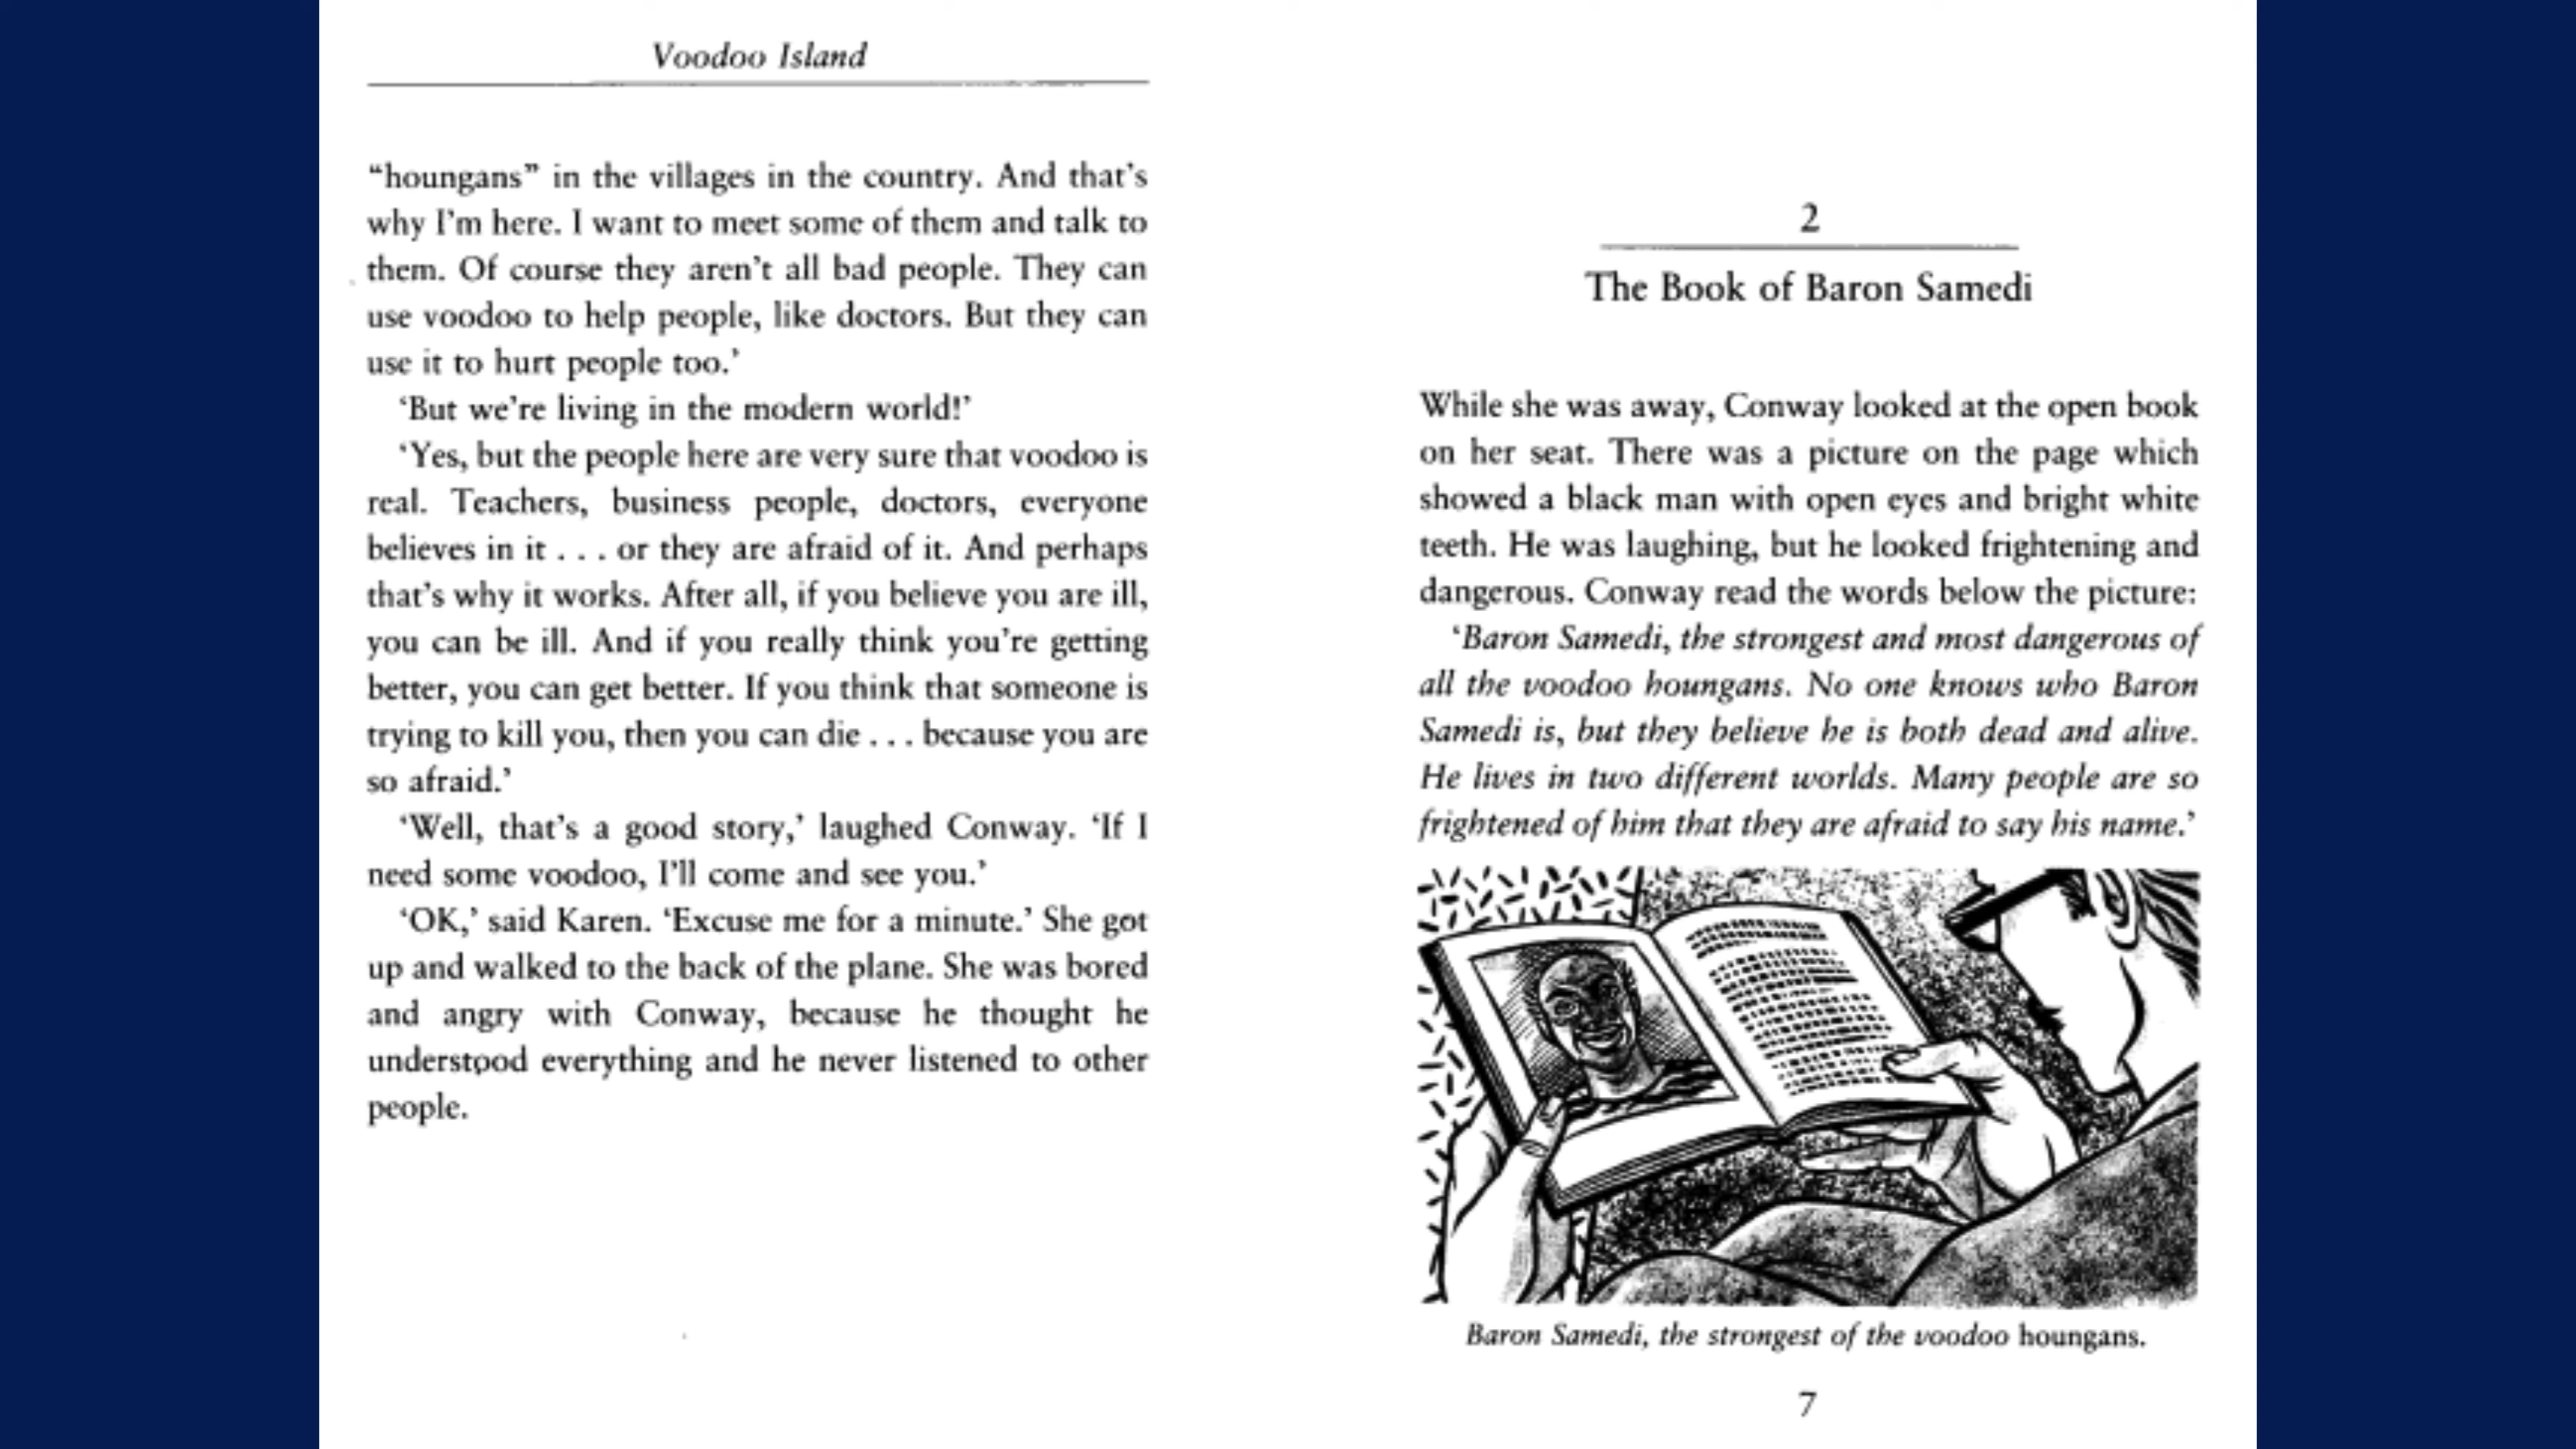 Voodoo Island
“houngans” in the villages in the country. And that’s
why I’m here. I want to meet some of them and talk to
them. Of course they aren’t all bad people. They can
use voodoo to help people, like doctors. But they can
use it to hurt people too.’
‘But we’re living in the modern world!’
‘Yes, but the people here are very sure that voodoo is
real. Teachers, business people, doctors, everyone
believes in it . . . or they are afraid of it. And perhaps
that’s why it works. After all, if you believe you are ill,
you can be ill. And if you really think you’re getting
better, you can get better. If you think that someone is
trying to kill you, then you can die . . . because you are
so afraid.’
‘Well, that’s a good story,’ laughed Conway. ‘If I
need some voodoo, I’ll come and see you.’
‘OK,’ said Karen. ‘Excuse me for a minute.’ She got
up and walked to the back of the plane. She was bored
and angry with Conway, because he thought he
understood everything and he never listened to other
people.
2
The Book of Baron Samedi
While she was away, Conway looked at the open book
on her seat. There was a picture on the page which
showed a black man with open eyes and bright white
teeth. He was laughing, but he looked frightening and
dangerous. Conway read the words below the picture:
‘Baron Samedi, the strongest and most dangerous of
all the voodoo houngans. No one knows who Baron
Samedi is, but they believe he is both dead and alive.
He lives in two different worlds. Many people are so
frightened of him that they are afraid to say his name.’
Baron Samedi, the strongest of the voodoo houngans.
7